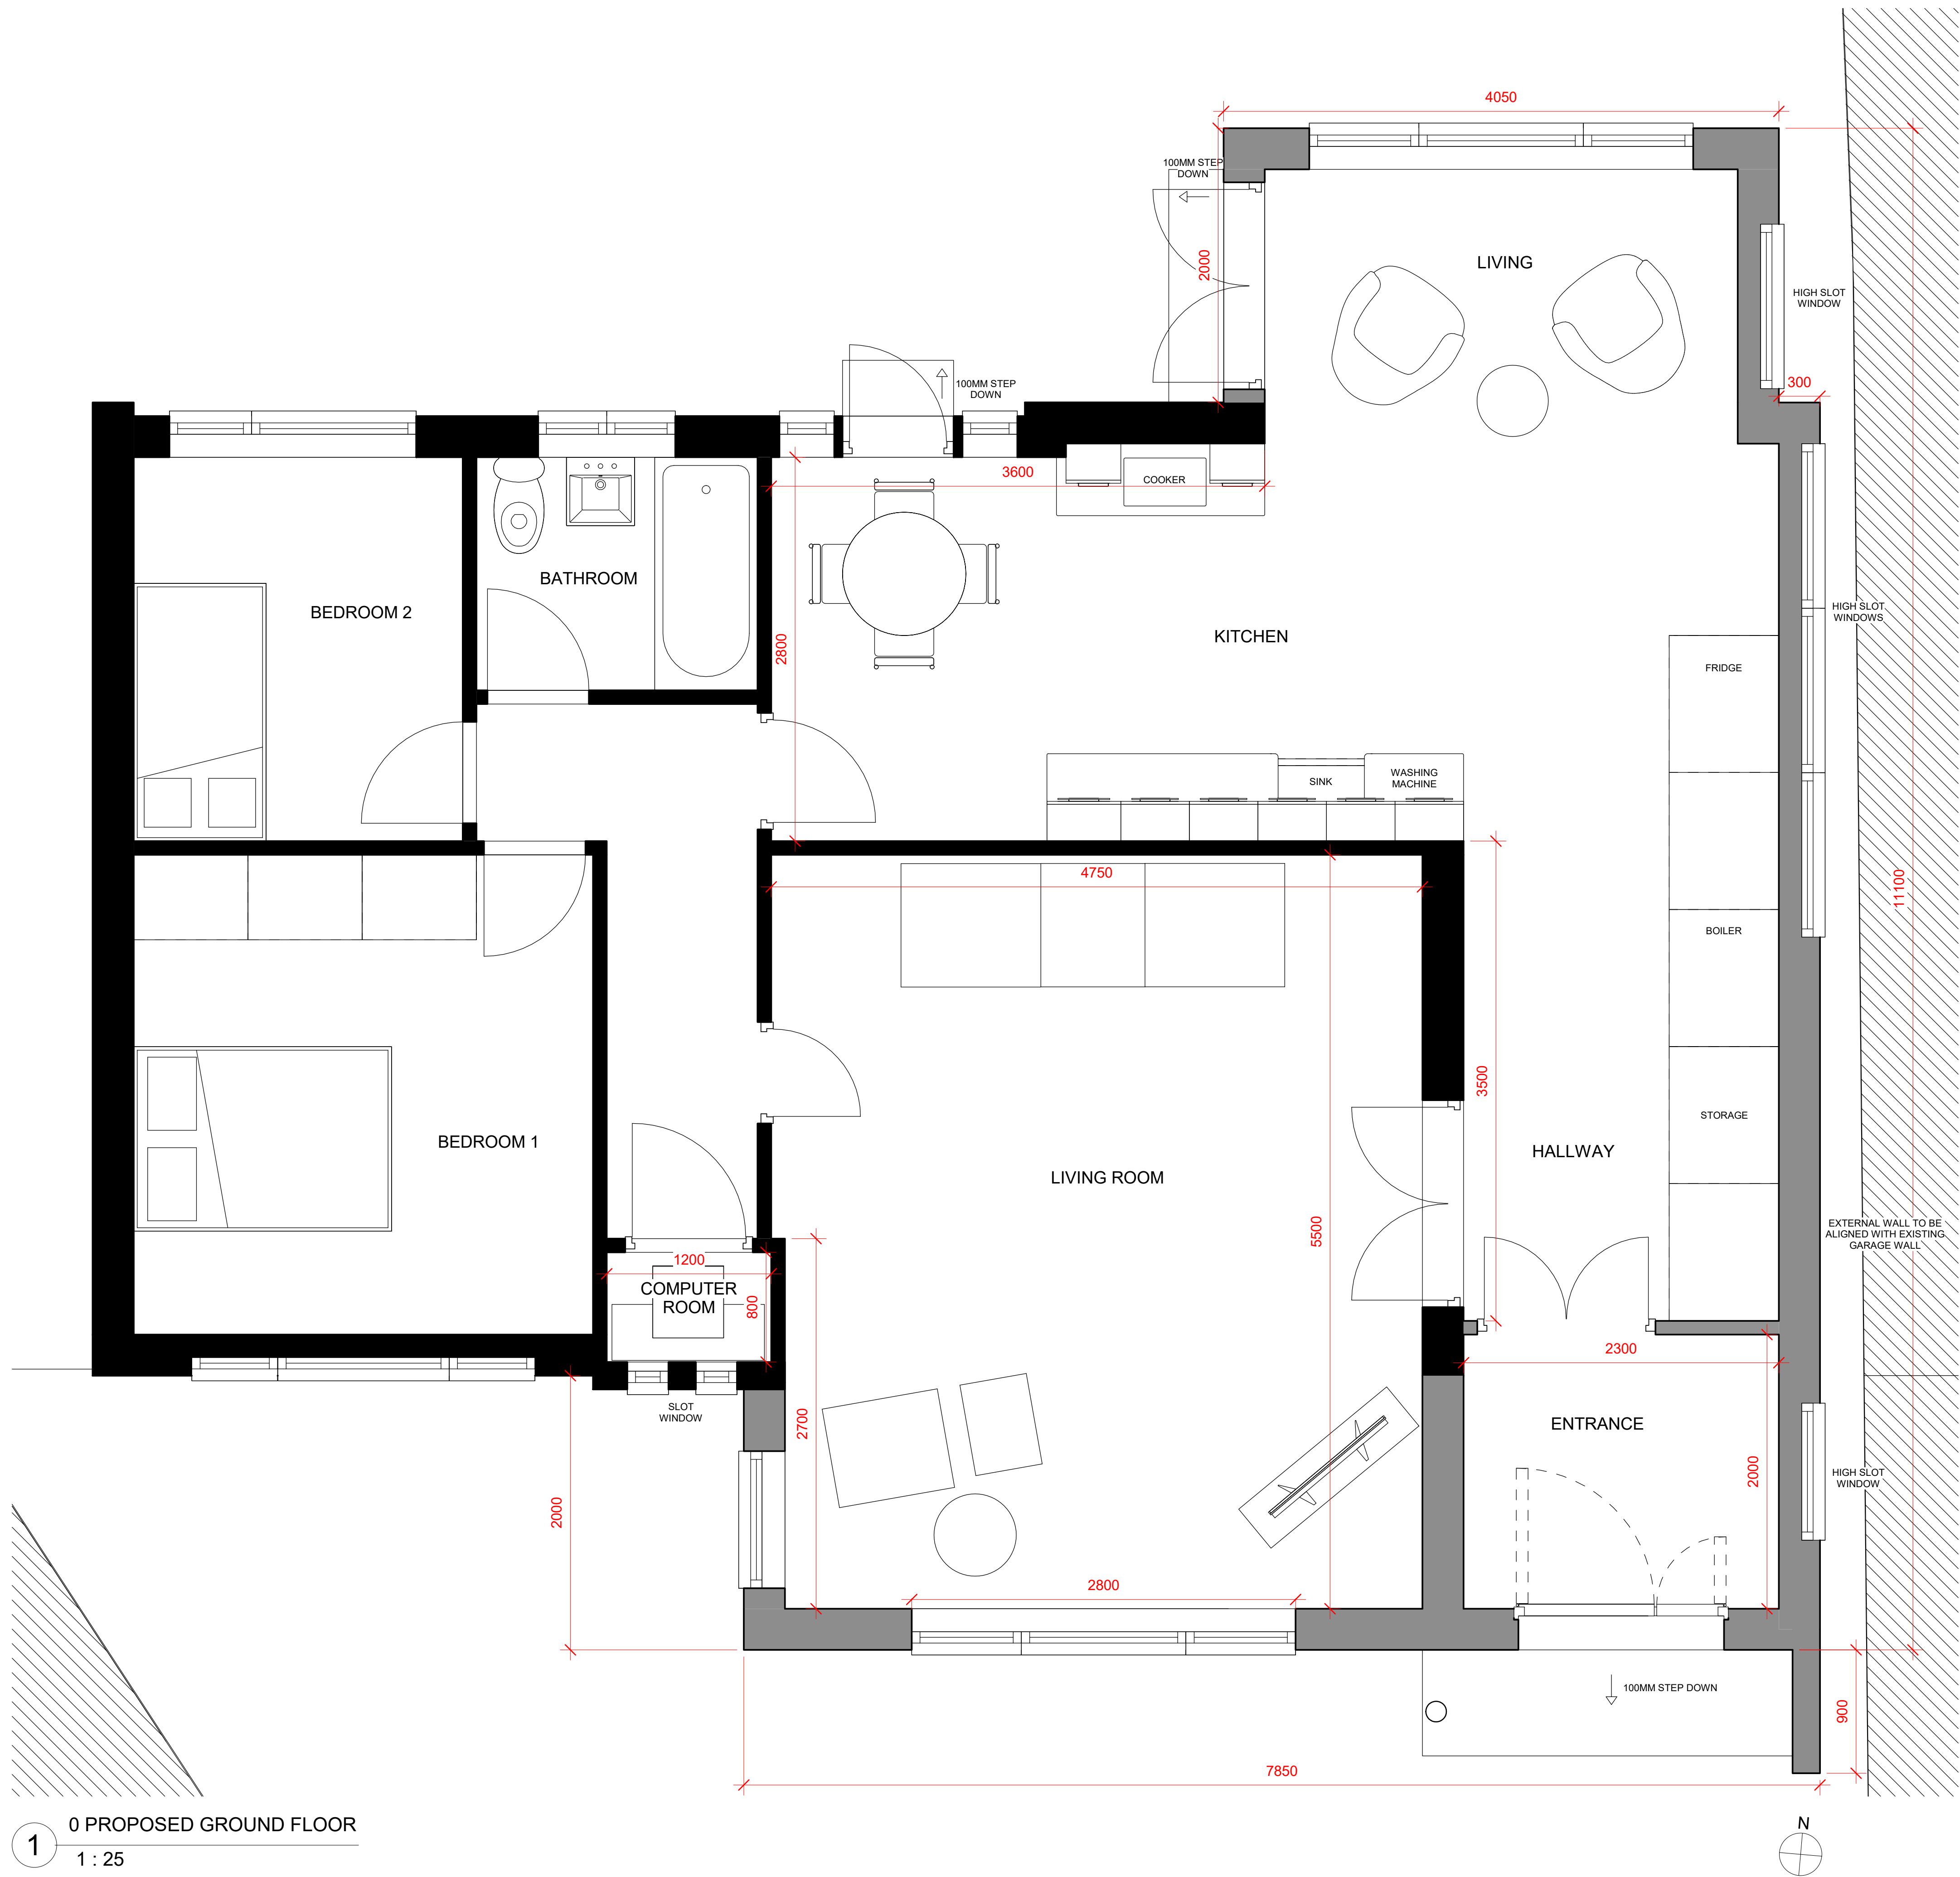 4050
100MM STEP
DOWN
2000
LIVING
HIGH SLOT
WINDOW
300
100MM STEP
DOWN
3600
COOKER
BATHROOM
BEDROOM 2
2800
KITCHEN
HIGH SLOT
WINDOWS
FRIDGE
SINK
WASHING
MACHINE
4750
11100
BOILER
3500
STORAGE
BEDROOM 1
HALLWAY
LIVING ROOM
5500
EXTERNAL WALL TO BE
ALIGNED WITH EXISTING
GARAGE WALL
1200
COMPUTER
ROOM
800
2300
SLOT
WINDOW
2700
ENTRANCE
2000
HIGH SLOT
WINDOW
2000
2800
100MM STEP DOWN
900
7850
1
0 PROPOSED GROUND FLOOR
1 : 25
N